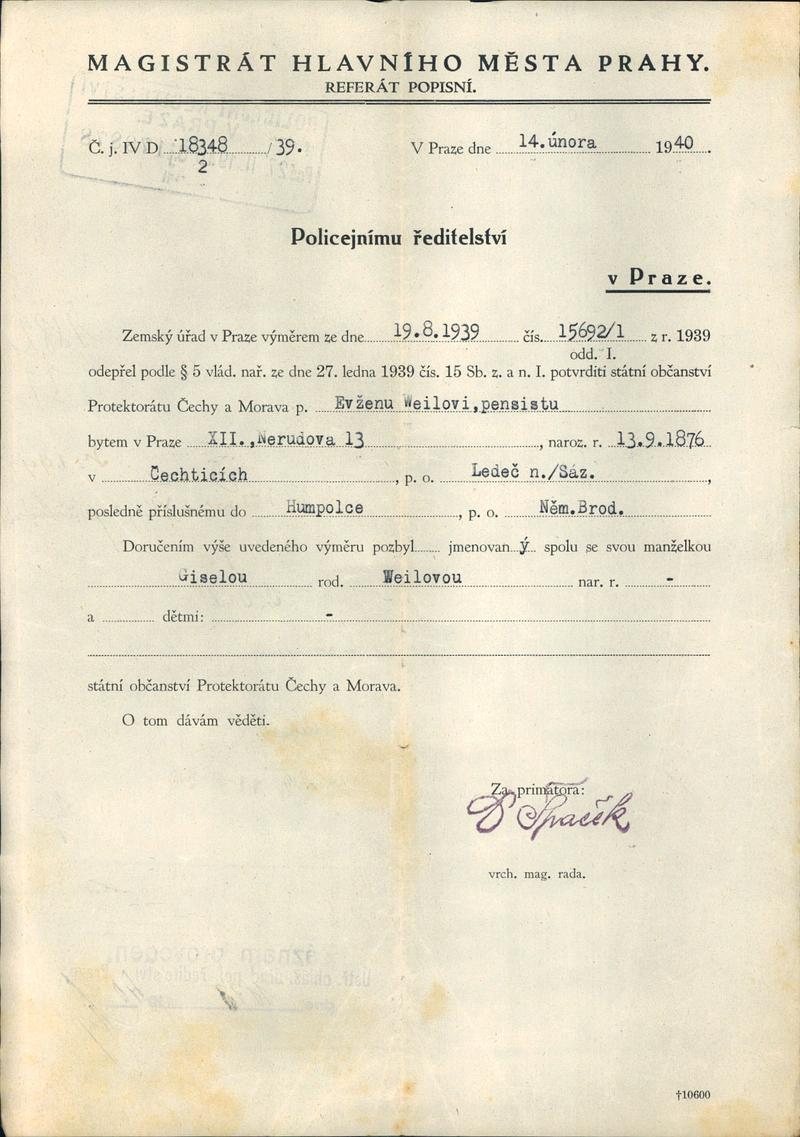 MAGISTRÁT HLAVNÍHO MĚSTA PRAHY.
REFERÁT POPISNÍ.
Č. j. IV D 18348 / 39.
2
V Praze dne 14. února 1940.
Policejnímu ředitelství
v Praze.
Zemský úřad v Praze výměrem ze dne 19.8.1939 čís. 15692/1 z r. 1939
odd. I.
odepřel podle § 5 vlád. nař. ze dne 27. ledna 1939 čís. 15 Sb. z. a n. I. potvrditi státní občanství
Protektorátu Čechy a Morava p. Evženu Weilovi, pensistu
bytem v Praze XII., Nerudova 13, naroz. r. 13.9.1876
v Čechticích, p. o. Ledeč n./Sáz.,
posledně příslušnému do Humpolce, p. o. Něm.Brod.
Doručením výše uvedeného výměru pozbyl jmenovaný spolu se svou manželkou
Giselou rod. Weilovou nar. r. -
a dětmi: -
státní občanství Protektorátu Čechy a Morava.
O tom dávám věděti.
Za primátora:
Dr Spaček
vrch. mag. rada.
†10600